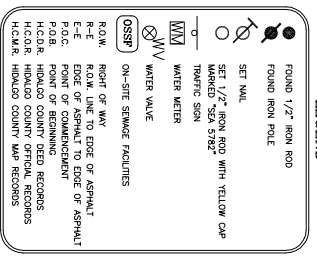 FOUND 1/2" IRON ROD
FOUND IRON POLE
SET NAIL
SET 1/2" IRON ROD WITH YELLOW CAP
MARKED "SEA 5782"
TRAFFIC SIGN
WM WATER METER
WV WATER VALVE
OSSF ON-SITE SEWAGE FACILITIES
R.O.W. RIGHT OF WAY
R-E R.O.W. LINE TO EDGE OF ASPHALT
E-E EDGE OF ASPHALT TO EDGE OF ASPHALT
P.O.C. POINT OF COMMENCEMENT
P.O.B. POINT OF BEGINNING
H.C.D.R. HIDALGO COUNTY DEED RECORDS
H.C.O.R. HIDALGO COUNTY OFFICIAL RECORDS
H.C.M.R. HIDALGO COUNTY MAP RECORDS